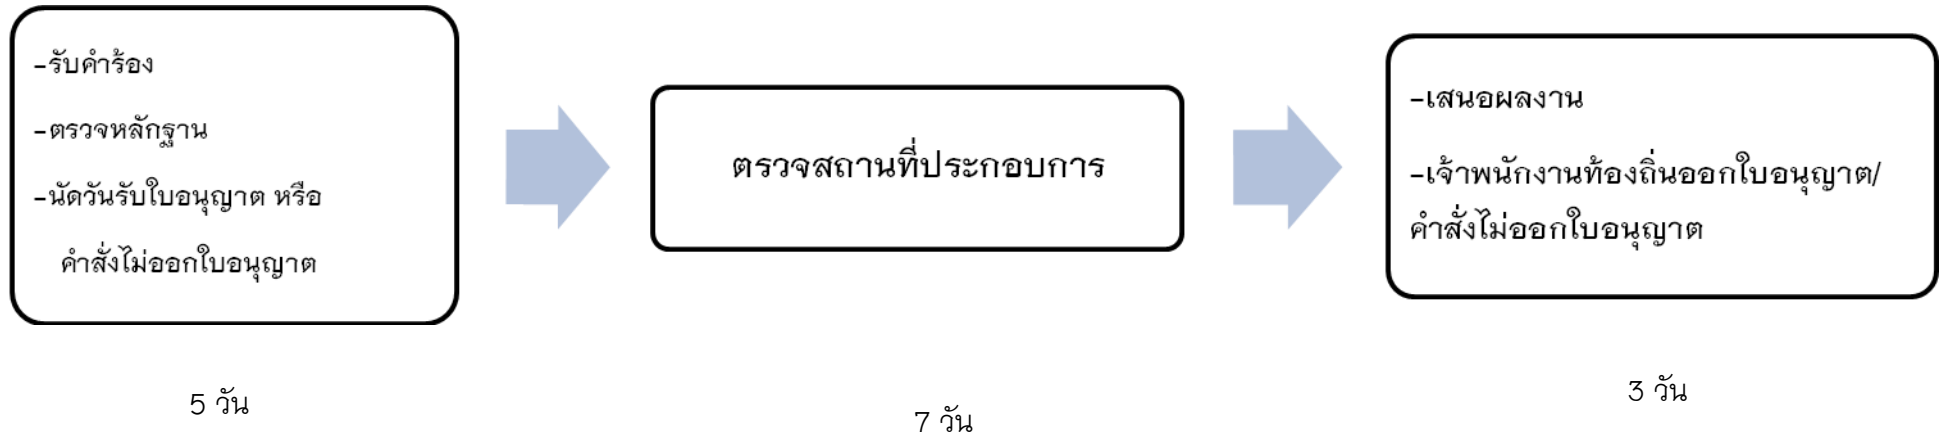 -รับคำร้อง
-ตรวจหลักฐาน
-นัดวันรับใบอนุญาต หรือ
คำสั่งไม่ออกใบอนุญาต
5 วัน
ตรวจสถานที่ประกอบการ
7 วัน
-เสนอผลงาน
-เจ้าพนักงานท้องถิ่นออกใบอนุญาต/
คำสั่งไม่ออกใบอนุญาต
3 วัน